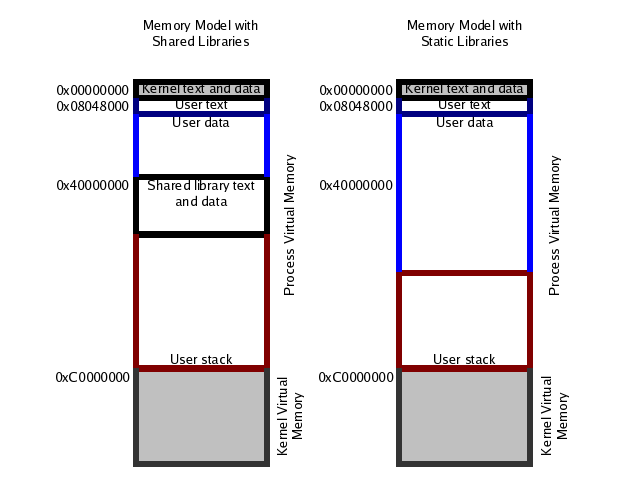 Memory Model with
Shared Libraries
0x00000000
Kernel text and data
0x08048000
User text
User data
0x40000000
Shared library text
and data
User stack
0xC0000000
Process Virtual Memory
Kernel Virtual
Memory
Memory Model with
Static Libraries
0x00000000
Kernel text and data
0x08048000
User text
User data
0x40000000
User stack
0xC0000000
Process Virtual Memory
Kernel Virtual
Memory